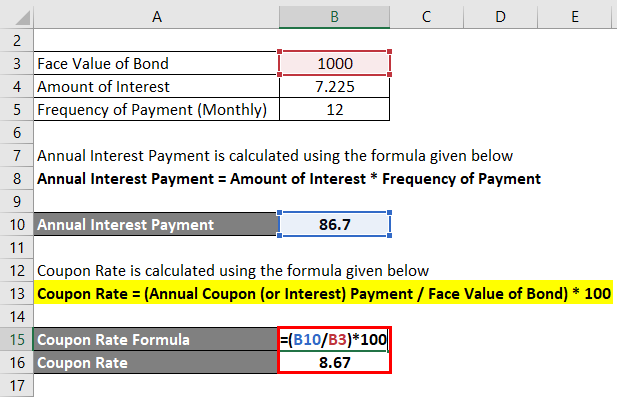 A B C D E
2
3 Face Value of Bond 1000
4 Amount of Interest 7.225
5 Frequency of Payment (Monthly) 12
6
7 Annual Interest Payment is calculated using the formula given below
8 Annual Interest Payment = Amount of Interest * Frequency of Payment
9
10 Annual Interest Payment 86.7
11
12 Coupon Rate is calculated using the formula given below
13 Coupon Rate = (Annual Coupon (or Interest) Payment / Face Value of Bond) * 100
14
15 Coupon Rate Formula =(B10/B3)*100
16 Coupon Rate 8.67
17